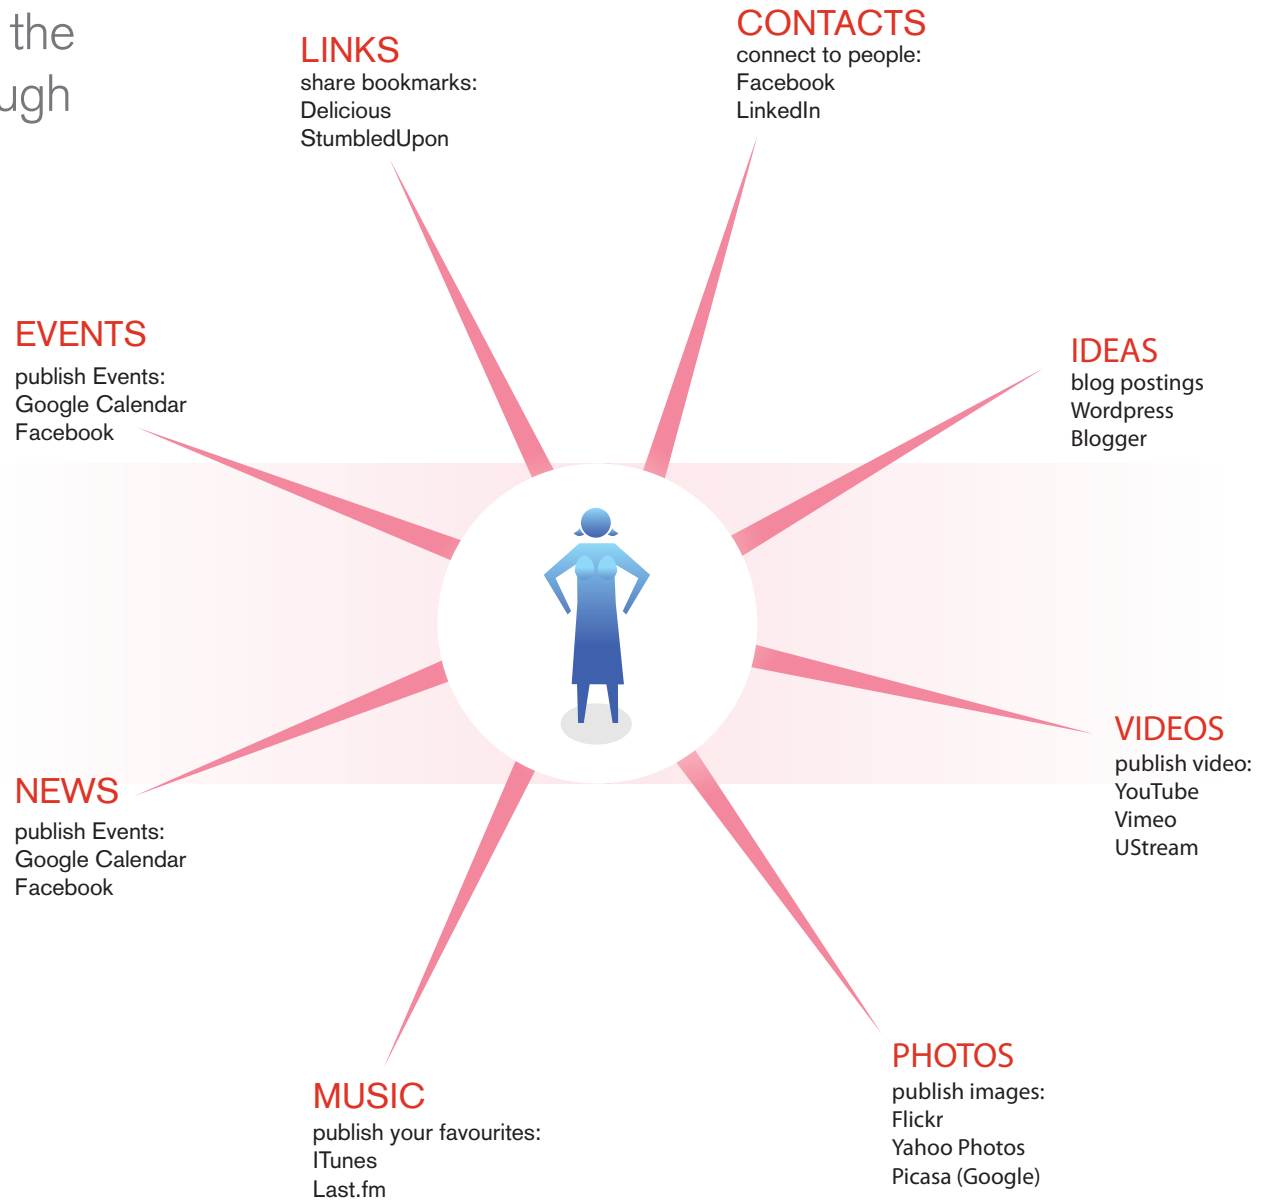 the
ugh
LINKS
share bookmarks:
Delicious
StumbledUpon
CONTACTS
connect to people:
Facebook
LinkedIn
EVENTS
publish Events:
Google Calendar
Facebook
IDEAS
blog postings
Wordpress
Blogger
NEWS
publish Events:
Google Calendar
Facebook
VIDEOS
publish video:
YouTube
Vimeo
UStream
MUSIC
publish your favourites:
ITunes
Last.fm
PHOTOS
publish images:
Flickr
Yahoo Photos
Picasa (Google)